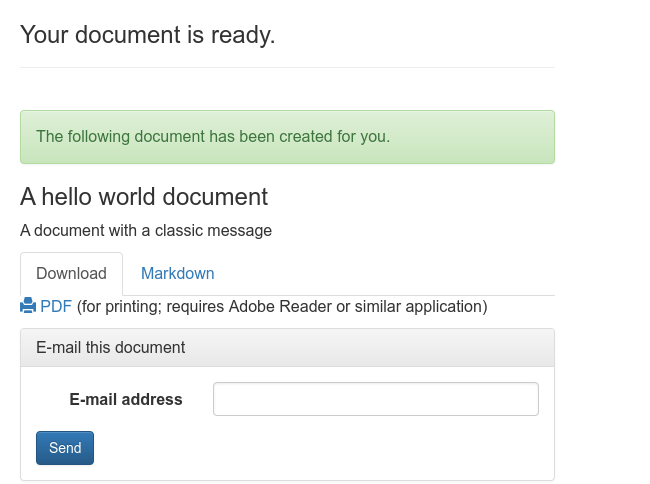 Your document is ready.
The following document has been created for you.
A hello world document
A document with a classic message
Download Markdown
PDF (for printing; requires Adobe Reader or similar application)
E-mail this document
E-mail address
Send